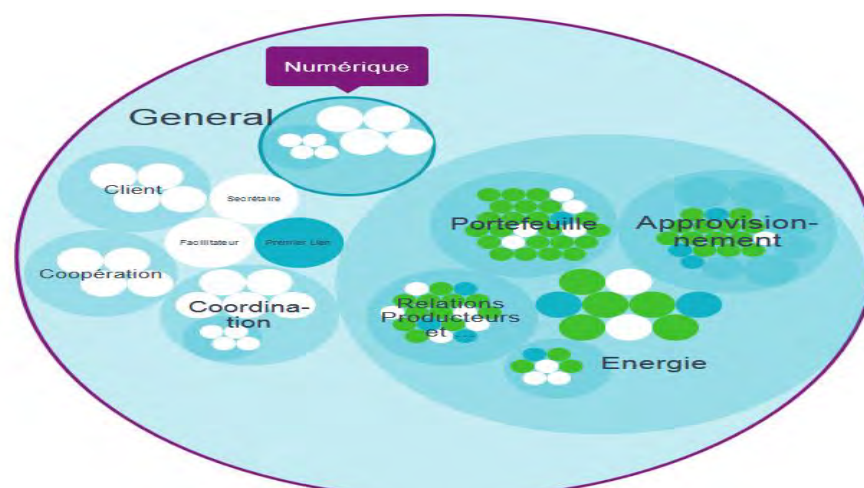 Numérique
General
Client
Secrétaire
Facilitateur
Premier Lien
Coopération
Coordina-
tion
Portefeuille
Approvision-
nement
Relations
Producteurs
et ...
Energie